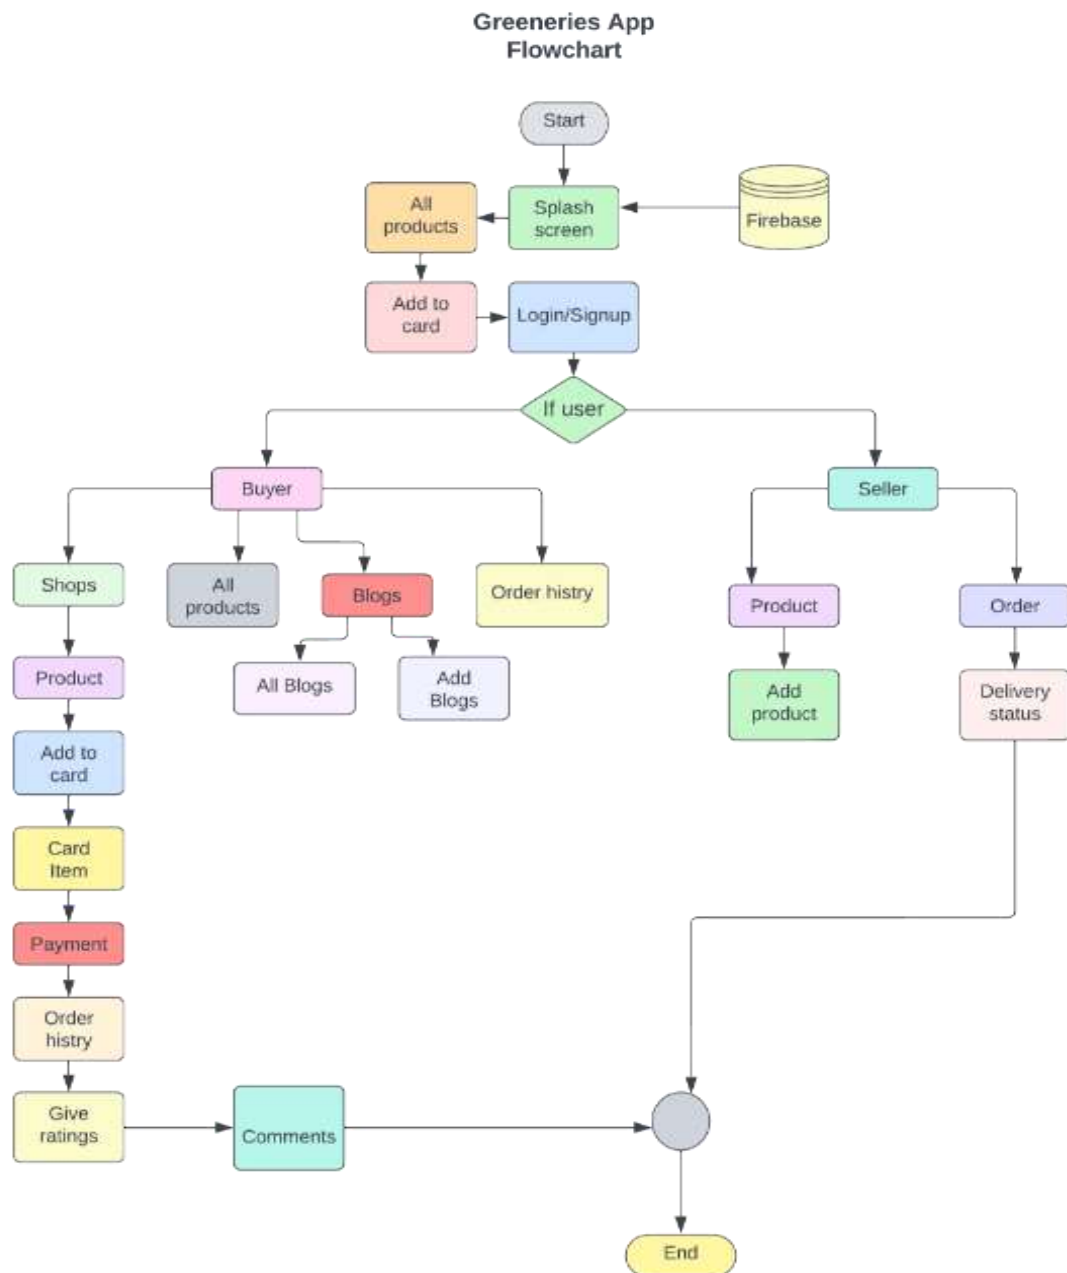 Greeneries App
Flowchart
Start
All
products
Splash
screen
Firebase
Add to
card
Login/Signup
If user
Buyer
Seller
Shops
All
products
Blogs
Order histry
Product
Order
Product
All Blogs
Add
Blogs
Add
product
Delivery
status
Add to
card
Card
Item
Payment
Order
histry
Give
ratings
Comments
End